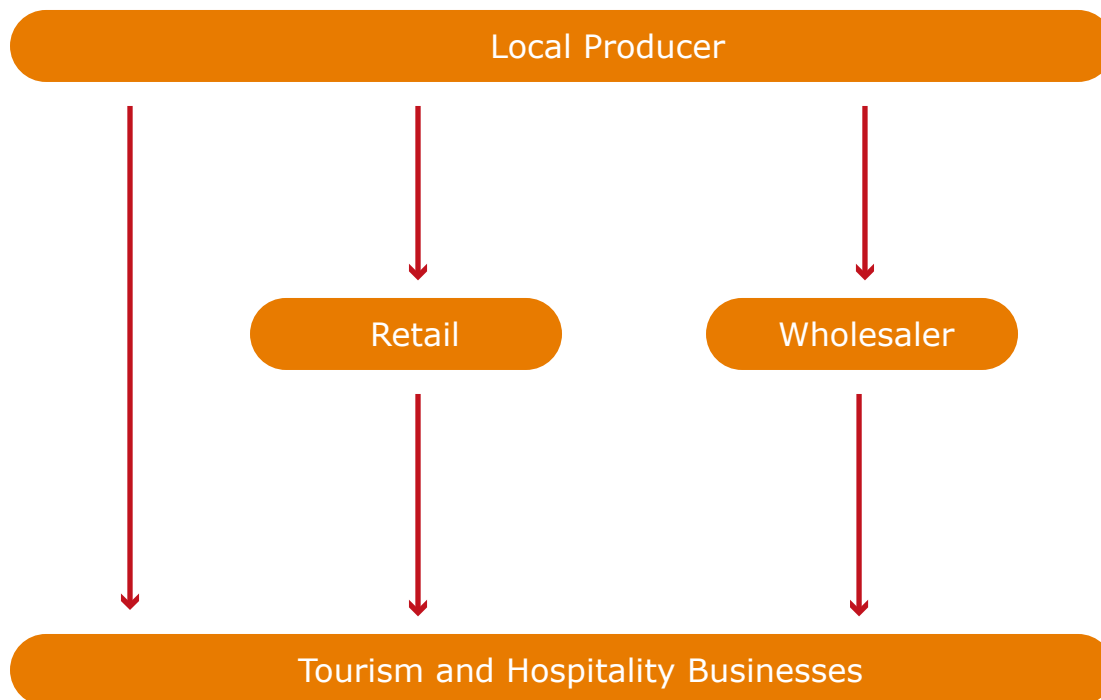 Local Producer
Retail
Wholesaler
Tourism and Hospitality Businesses